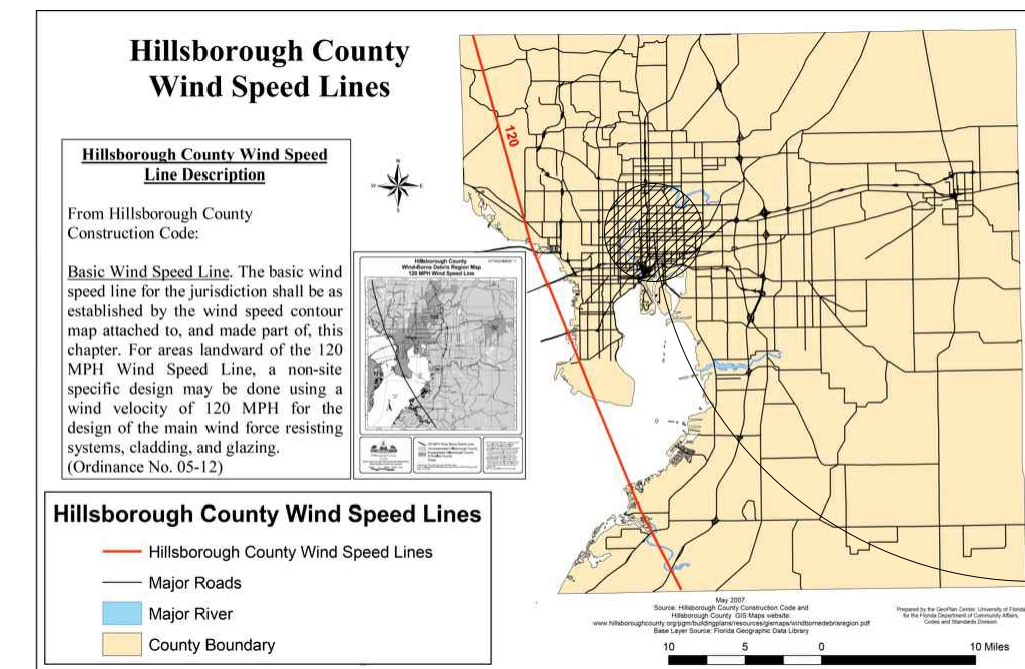 Hillsborough County
Wind Speed Lines
Hillsborough County Wind Speed
Line Description
From Hillsborough County
Construction Code:
Basic Wind Speed Line. The basic wind
speed line for the jurisdiction shall be as
established by the wind speed contour
map attached to, and made part of, this
chapter. For areas landward of the 120
MPH Wind Speed Line, a non-site
specific design may be done using a
wind velocity of 120 MPH for the
design of the main wind force resisting
systems, cladding, and glazing.
(Ordinance No. 05-12)
N
W E
S
Hillsborough County
Wind-Borne Debris Region Map
120 MPH Wind Speed Line
120
Hillsborough County Wind Speed Lines
Hillsborough County Wind Speed Lines
Major Roads
Major River
County Boundary
May 2007.
Source: Hillsborough County Construction Code and
Hillsborough County GIS Maps website:
www.hillsboroughcounty.org/pgm/buildingplans/resources/gismaps/windbornedebrisregion.pdf
Base Layer Source: Florida Geographic Data Library
Prepared by the GeoPlan Center, University of Florida
for the Florida Department of Community Affairs,
Codes and Standards Division
10 5 0 10 Miles